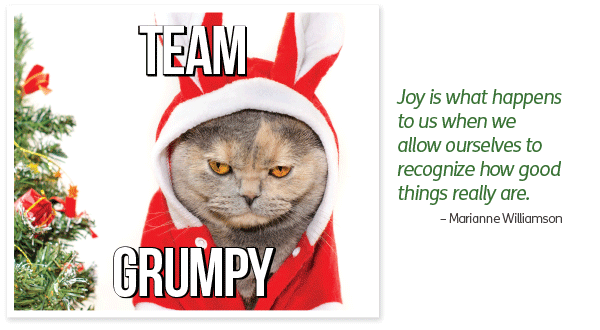 TEAM
GRUMPY
Joy is what happens
to us when we
allow ourselves to
recognize how good
things really are.
– Marianne Williamson